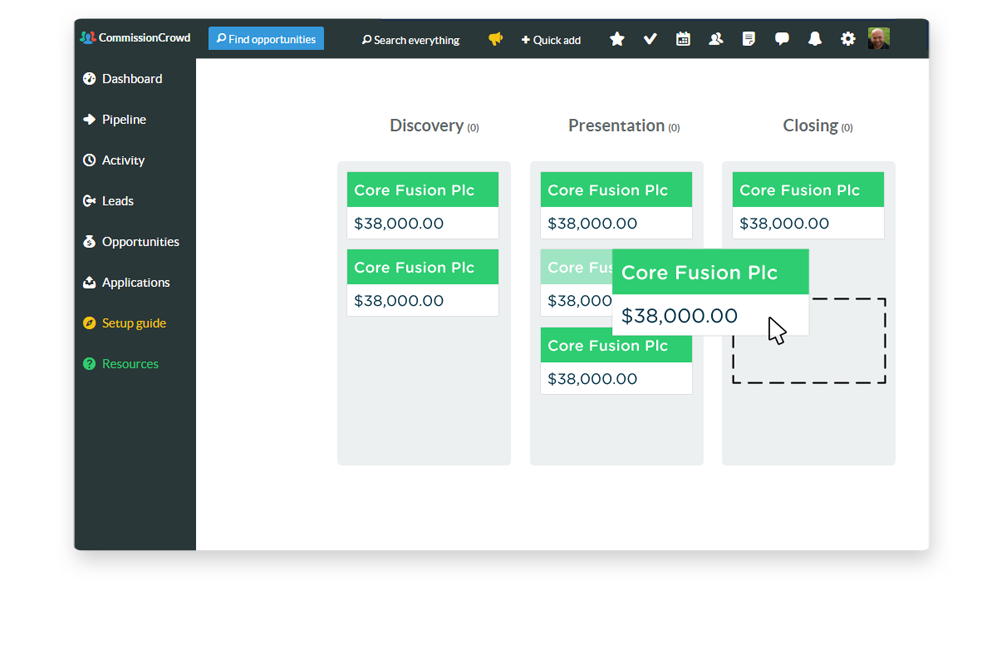 CommissionCrowd
Find opportunities
Search everything
Quick add
Dashboard
Pipeline
Activity
Leads
Opportunities
Applications
Setup guide
Resources
Discovery (0)
Core Fusion Plc
$38,000.00
Core Fusion Plc
$38,000.00
Presentation (0)
Core Fusion Plc
$38,000.00
Core Fus
$38,000
Core Fusion Plc
$38,000.00
Core Fusion Plc
$38,000.00
Closing (0)
Core Fusion Plc
$38,000.00